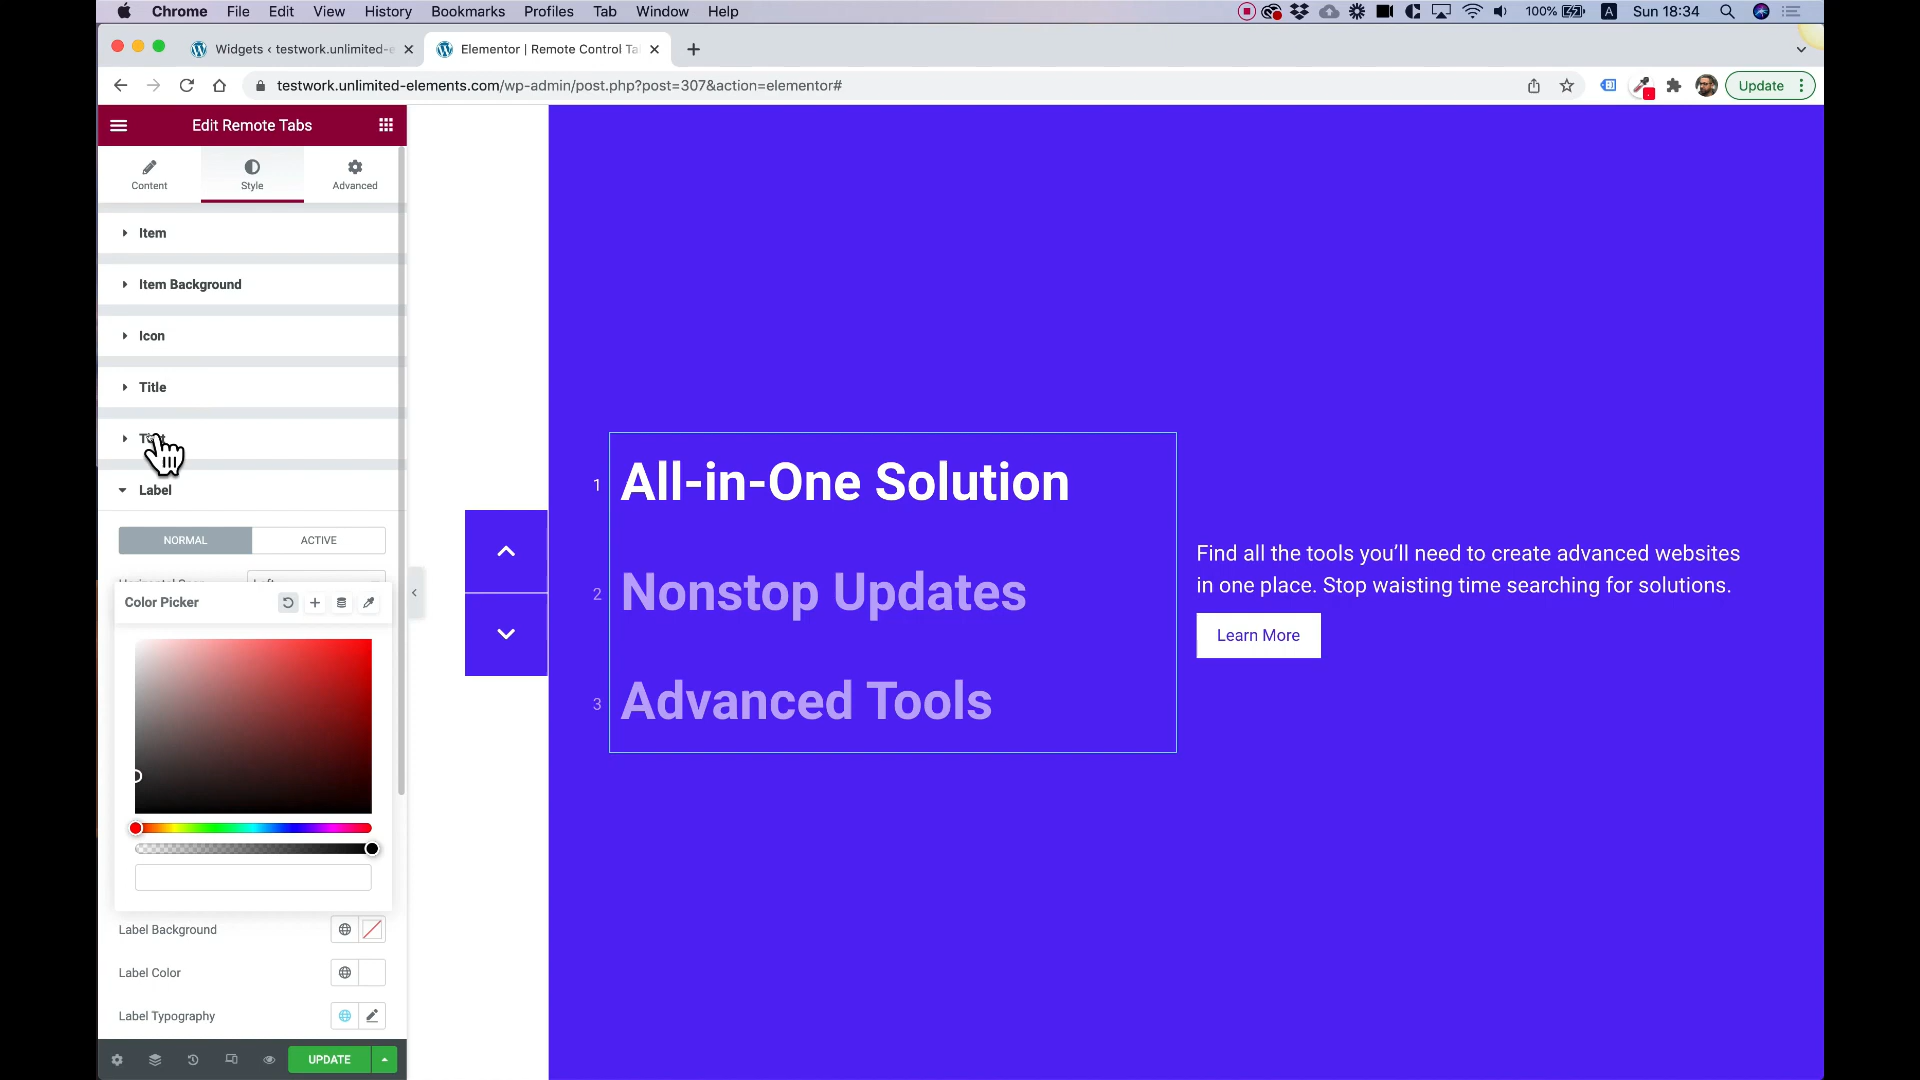 Chrome File Edit View History Bookmarks Profiles Tab Window Help 100% A Sun 18:34
Widgets ‹ testwork.unlimited-e Elementor | Remote Control Ta
testwork.unlimited-elements.com/wp-admin/post.php?post=307&action=elementor# Update
Edit Remote Tabs
Content Style Advanced
Item
Item Background
Icon
Title
Label
NORMAL ACTIVE
Color Picker
Label Background
Label Color
Label Typography
UPDATE
1 All-in-One Solution
2 Nonstop Updates
3 Advanced Tools
Find all the tools you’ll need to create advanced websites
in one place. Stop waisting time searching for solutions.
Learn More